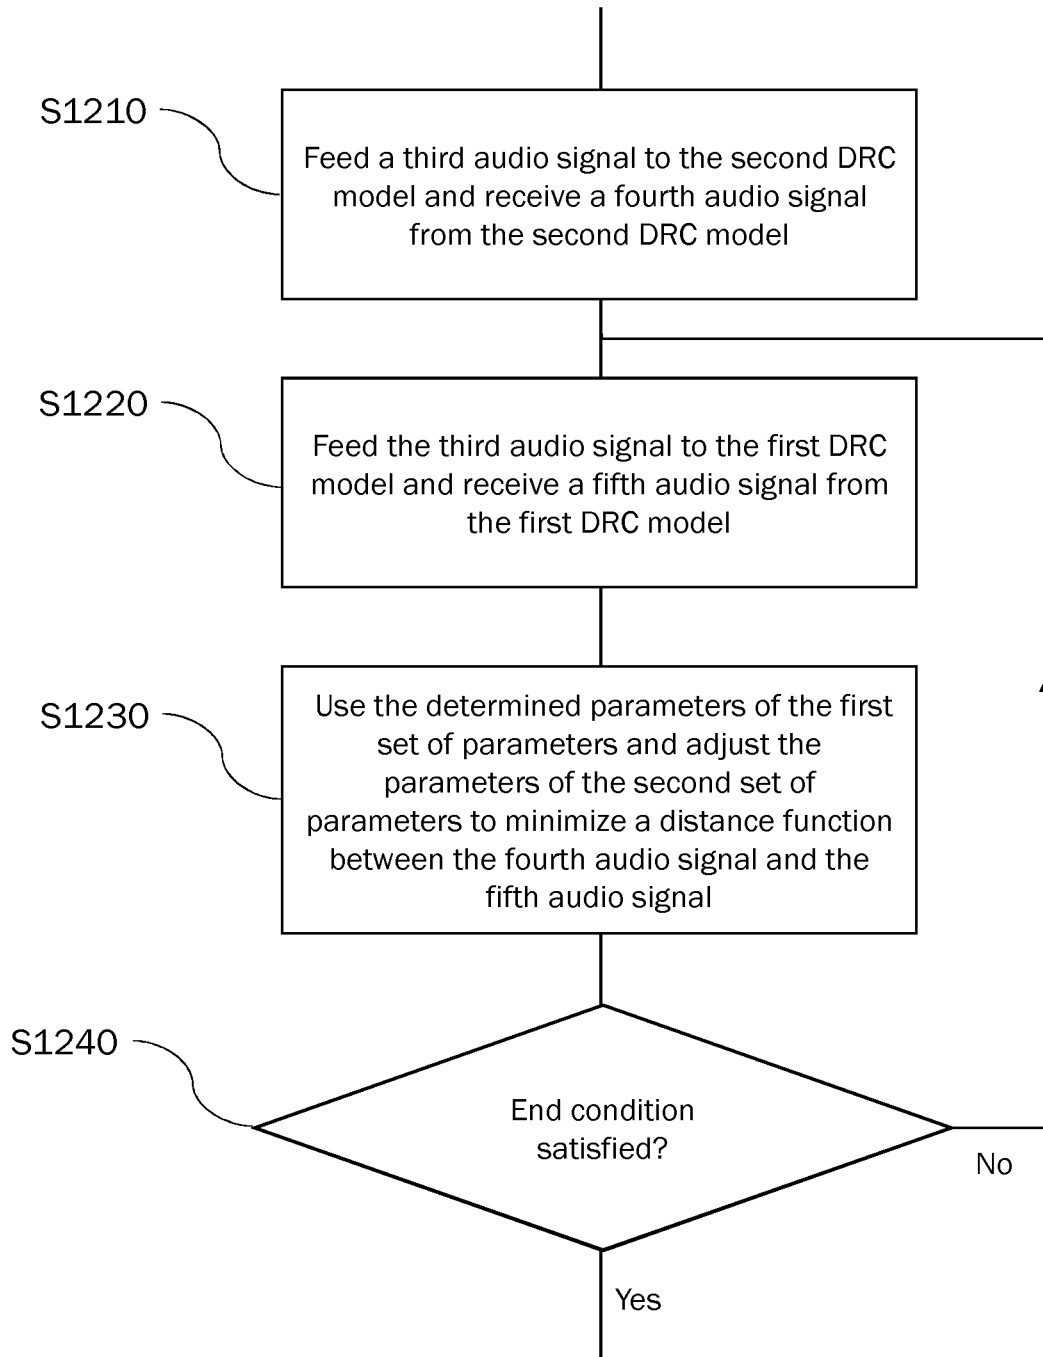 S1210
Feed a third audio signal to the second DRC
model and receive a fourth audio signal
from the second DRC model
S1220
Feed the third audio signal to the first DRC
model and receive a fifth audio signal from
the first DRC model
S1230
Use the determined parameters of the first
set of parameters and adjust the
parameters of the second set of
parameters to minimize a distance function
between the fourth audio signal and the
fifth audio signal
S1240
End condition
satisfied?
No
Yes